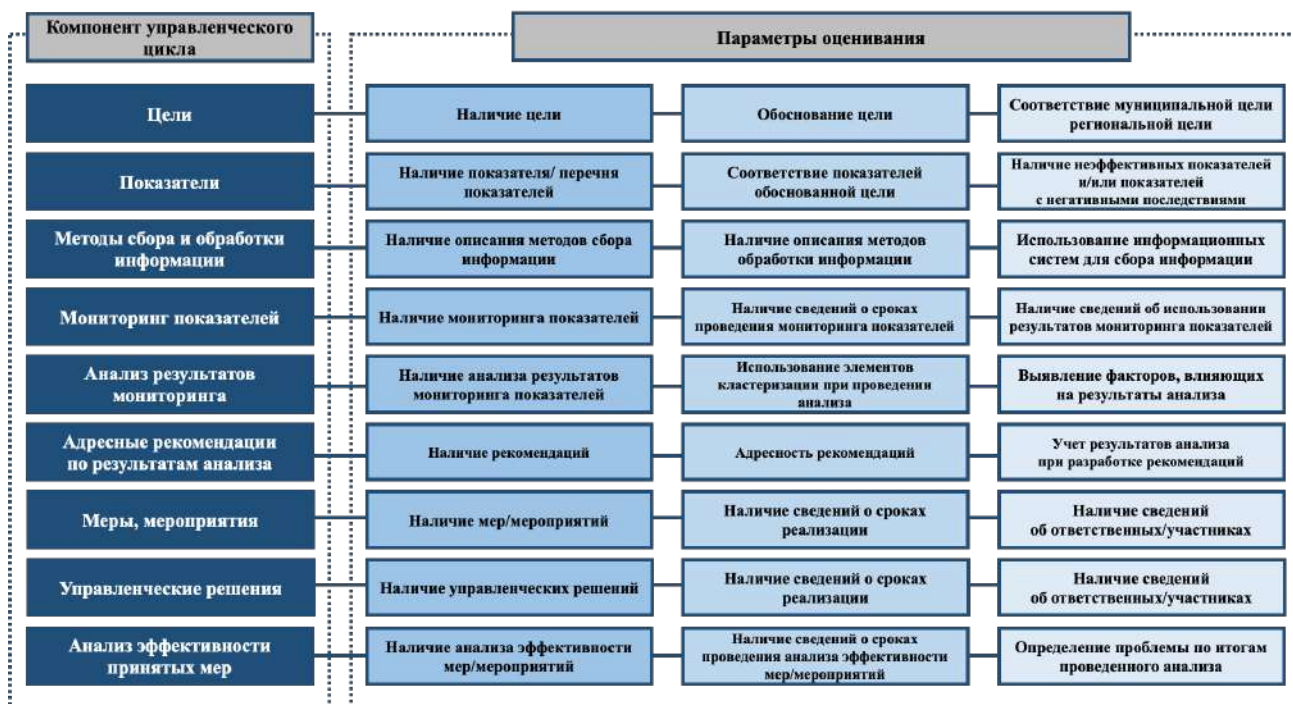 Компонент управленческого
цикла
Параметры оценивания
Цели
Наличие цели
Обоснование цели
Соответствие муниципальной цели
региональной цели
Показатели
Наличие показателя/ перечня
показателей
Соответствие показателей
обоснованной цели
Наличие неэффективных показателей
и/или показателей
с негативными последствиями
Методы сбора и обработки
информации
Наличие описания методов сбора
информации
Наличие описания методов
обработки информации
Использование информационных
систем для сбора информации
Мониторинг показателей
Наличие мониторинга показателей
Наличие сведений о сроках
проведения мониторинга показателей
Наличие сведений об использовании
результатов мониторинга показателей
Анализ результатов
мониторинга
Наличие анализа результатов
мониторинга показателей
Использование элементов
кластеризации при проведении
анализа
Выявление факторов, влияющих
на результаты анализа
Адресные рекомендации
по результатам анализа
Наличие рекомендаций
Адресность рекомендаций
Учет результатов анализа
при разработке рекомендаций
Меры, мероприятия
Наличие мер/мероприятий
Наличие сведений о сроках
реализации
Наличие сведений
об ответственных/участниках
Управленческие решения
Наличие управленческих решений
Наличие сведений о сроках
реализации
Наличие сведений
об ответственных/участниках
Анализ эффективности
принятых мер
Наличие анализа эффективности
мер/мероприятий
Наличие сведений о сроках
проведения анализа эффективности
мер/мероприятий
Определение проблемы по итогам
проведенного анализа